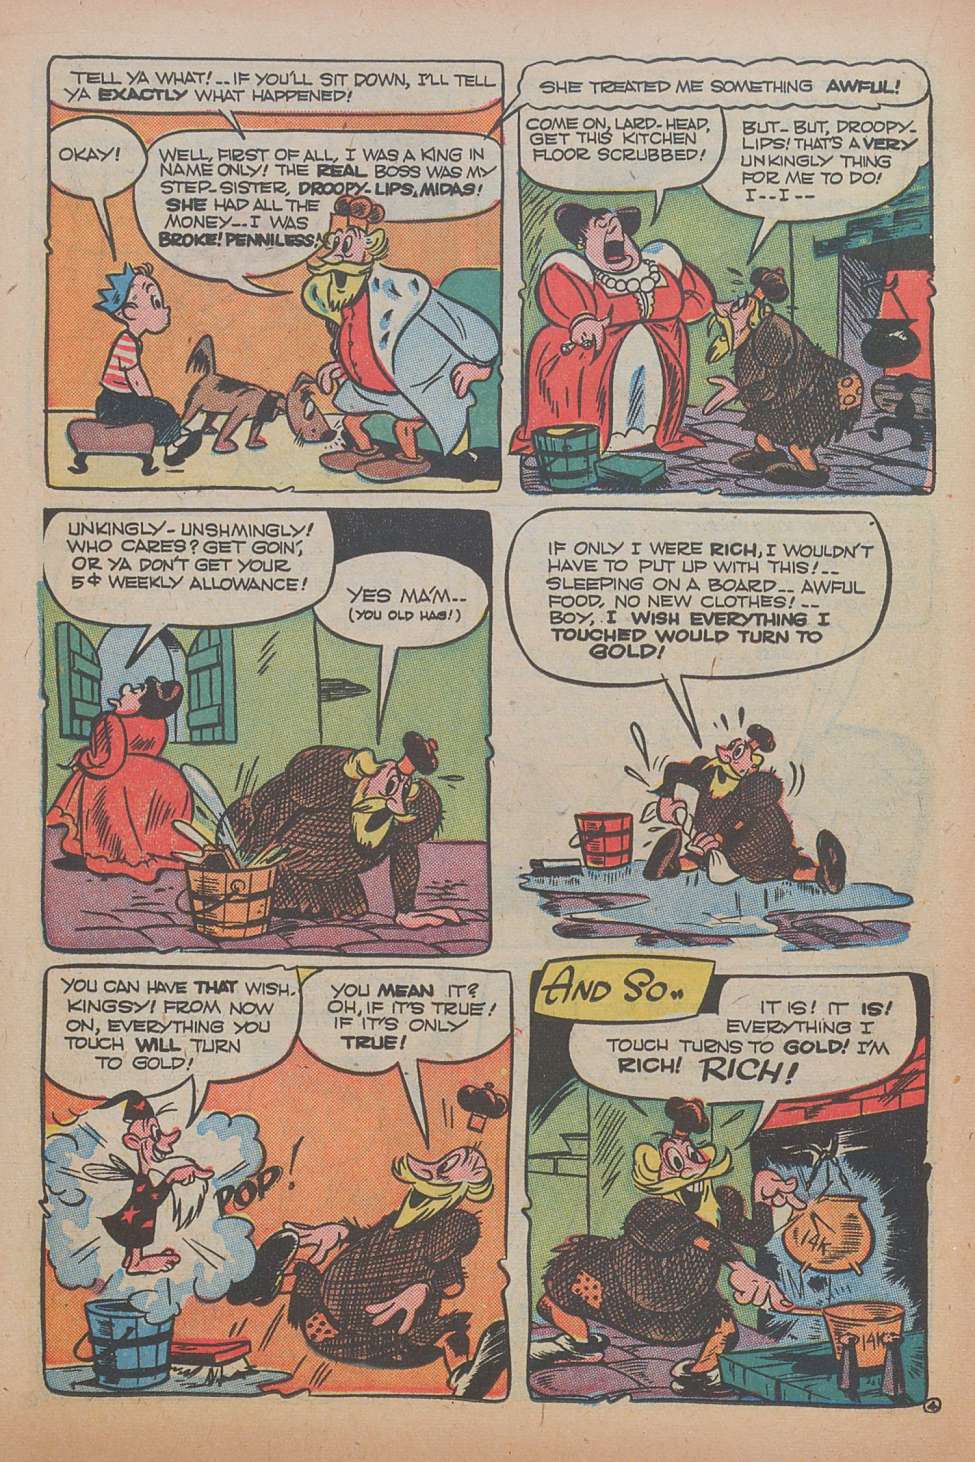 TELL YA WHAT!--IF YOU'LL SIT DOWN, I'LL TELL
YA EXACTLY WHAT HAPPENED!
OKAY!
WELL, FIRST OF ALL, I WAS A KING IN
NAME ONLY! THE REAL BOSS WAS MY
STEP-SISTER, DROOPY-LIPS, MIDAS!
SHE HAD ALL THE
MONEY--I WAS
BROKE! PENNILESS!
SHE TREATED ME SOMETHING AWFUL!
COME ON, LARD-HEAD,
GET THIS KITCHEN
FLOOR SCRUBBED!
BUT-BUT, DROOPY-
LIPS! THAT'S A VERY
UNKINGLY THING
FOR ME TO DO!
I--I--
UNKINGLY-UNSHMINGLY!
WHO CARES? GET GOIN',
OR YA DON'T GET YOUR
5¢ WEEKLY ALLOWANCE!
YES MA'M--
(YOU OLD HAG!)
IF ONLY I WERE RICH, I WOULDN'T
HAVE TO PUT UP WITH THIS!--
SLEEPING ON A BOARD--AWFUL
FOOD, NO NEW CLOTHES!--
BOY, I WISH EVERYTHING I
TOUCHED WOULD TURN TO
GOLD!
YOU CAN HAVE THAT WISH,
KINGSY! FROM NOW
ON, EVERYTHING YOU
TOUCH WILL TURN
TO GOLD!
YOU MEAN IT?
OH, IF IT'S TRUE!
IF IT'S ONLY
TRUE!
POP!
AND SO..
IT IS! IT IS!
EVERYTHING I
TOUCH TURNS TO GOLD! I'M
RICH! RICH!
14K
14K
4